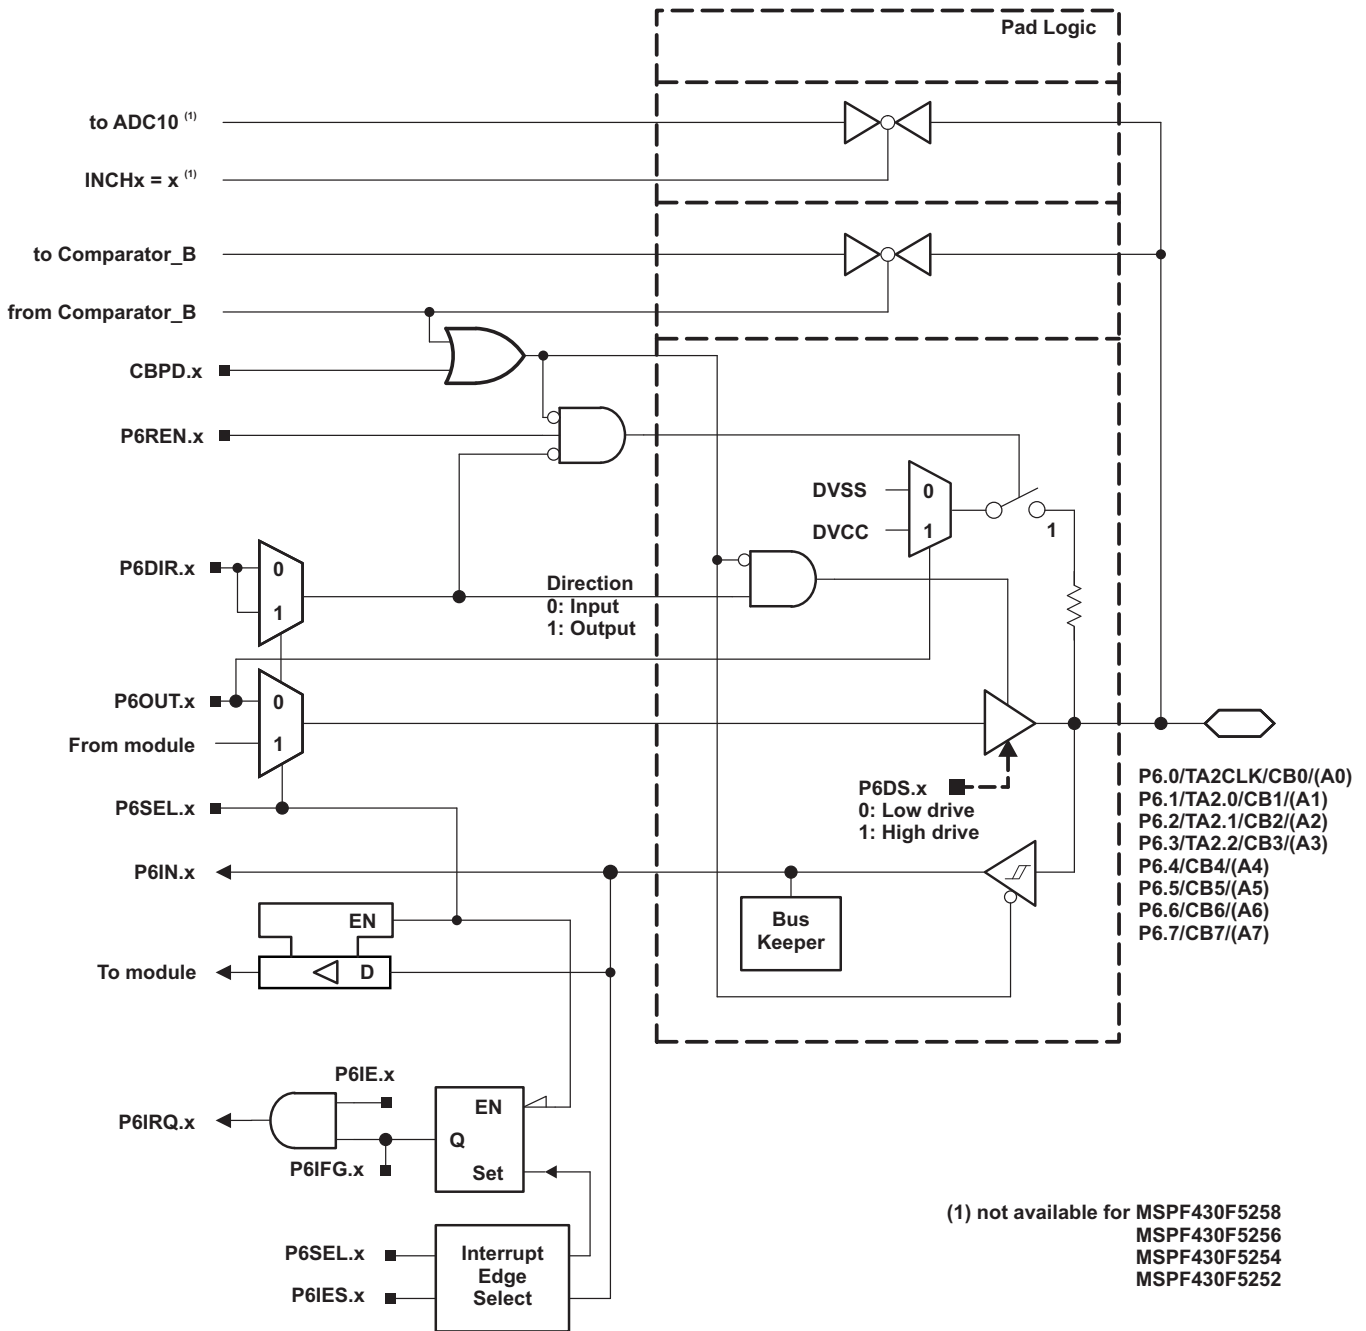 Pad Logic
to ADC10 (1)
INCHx = x (1)
to Comparator_B
from Comparator_B
CBPD.x
P6REN.x
DVSS
0
DVCC
1
1
P6DIR.x
0
1
Direction
0: Input
1: Output
P6OUT.x
0
From module
1
P6SEL.x
P6DS.x
0: Low drive
1: High drive
P6.0/TA2CLK/CB0/(A0)
P6.1/TA2.0/CB1/(A1)
P6.2/TA2.1/CB2/(A2)
P6.3/TA2.2/CB3/(A3)
P6.4/CB4/(A4)
P6.5/CB5/(A5)
P6.6/CB6/(A6)
P6.7/CB7/(A7)
P6IN.x
EN
Bus
Keeper
To module
D
P6IE.x
EN
P6IRQ.x
Q
P6IFG.x
Set
P6SEL.x
P6IES.x
Interrupt
Edge
Select
(1) not available for MSPF430F5258
MSPF430F5256
MSPF430F5254
MSPF430F5252